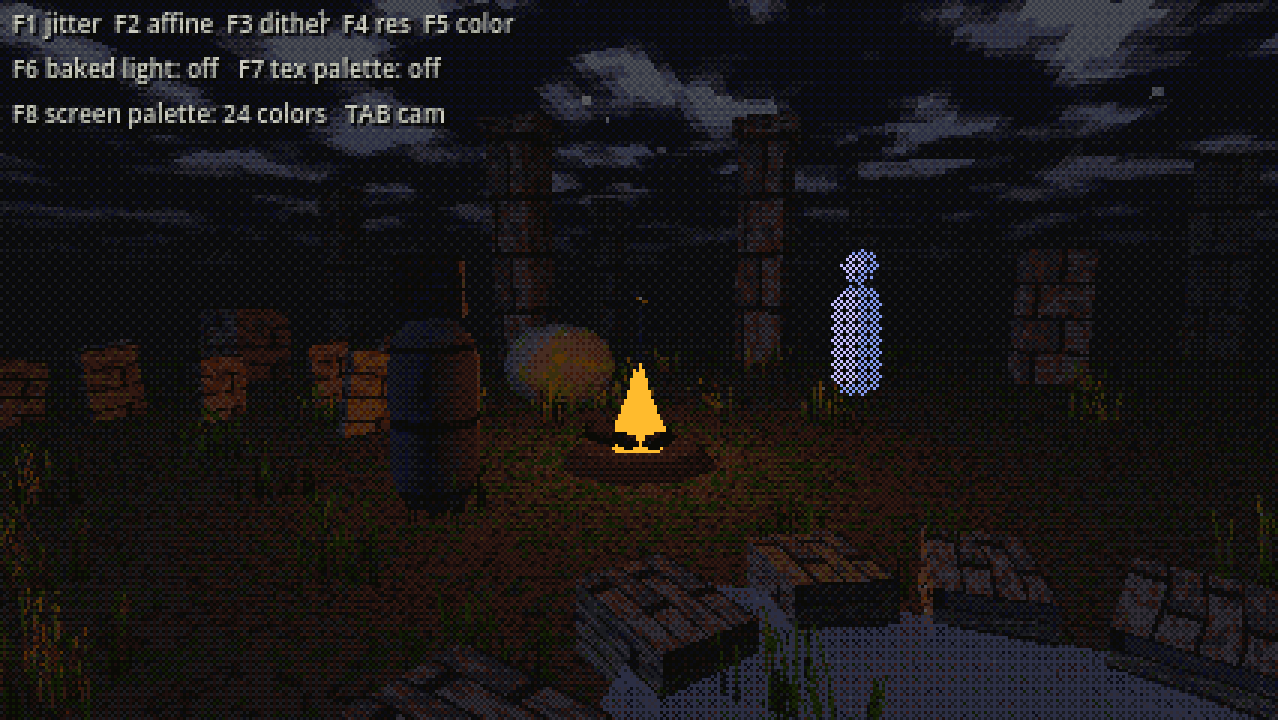 F1 jitter F2 affine F3 dither F4 res F5 color
F6 baked light: off F7 tex palette: off
F8 screen palette: 24 colors TAB cam